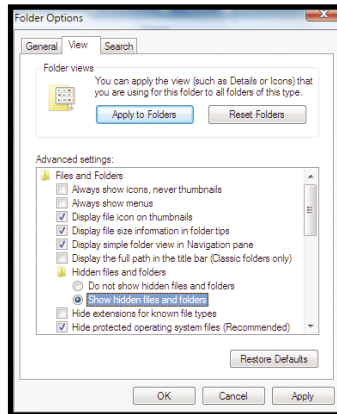 Folder Options
General View Search
Folder views
You can apply the view (such as Details or Icons) that
you are using for this folder to all folders of this type.
Apply to Folders Reset Folders
Advanced settings:
Files and Folders
Always show icons, never thumbnails
Always show menus
Display file icon on thumbnails
Display file size information in folder tips
Display simple folder view in Navigation pane
Display the full path in the title bar (Classic folders only)
Hidden files and folders
Do not show hidden files and folders
Show hidden files and folders
Hide extensions for known file types
Hide protected operating system files (Recommended)
Restore Defaults
OK Cancel Apply